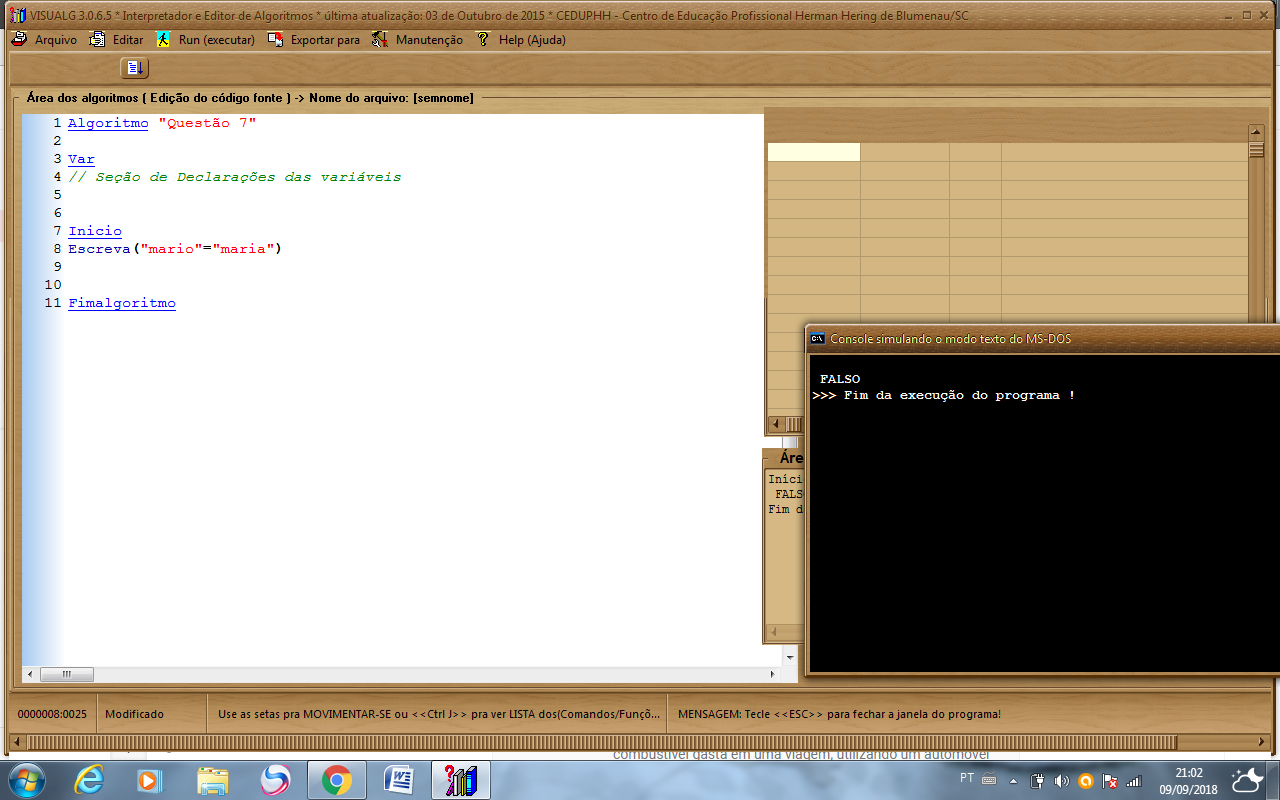 VISUALG 3.0.6.5 * Interpretador e Editor de Algoritmos * última atualização: 03 de Outubro de 2015 * CEDUPHH - Centro de Educação Profissional Herman Hering de Blumenau/SC
Arquivo Editar Run (executar) Exportar para Manutenção Help (Ajuda)
Área dos algoritmos ( Edição do código fonte ) -> Nome do arquivo: [semnome]
1 Algoritmo "Questão 7"
2
3 Var
4 // Seção de Declarações das variáveis
5
6
7 Inicio
8 Escreva("mario"="maria")
9
10
11 Fimalgoritmo
Console simulando o modo texto do MS-DOS
FALSO
>>> Fim da execução do programa !
Áre
Iníci
FALS
Fim d
0000008:0025 Modificado Use as setas pra MOVIMENTAR-SE ou <<Ctrl J>> pra ver LISTA dos(Comandos/Funçõ... MENSAGEM: Tecle <<ESC>> para fechar a janela do programa!
combustível gasta em uma viagem, utilizando um automóvel
PT
21:02
09/09/2018